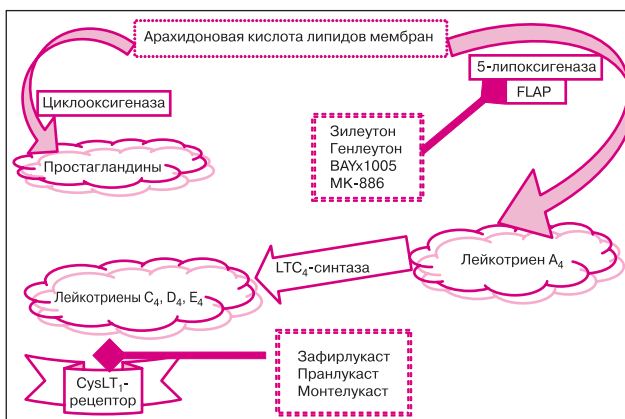 Арахидоновая кислота липидов мембран
5-липоксигеназа
FLAP
Циклооксигеназа
Простагландины
Зилеутон
Генлеутон
BAYx1005
МК-886
Лейкотриен A₄
LTC₄-синтаза
Лейкотриены C₄, D₄, E₄
CysLT₁-
рецептор
Зафирлукаст
Пранлукаст
Монтелукаст